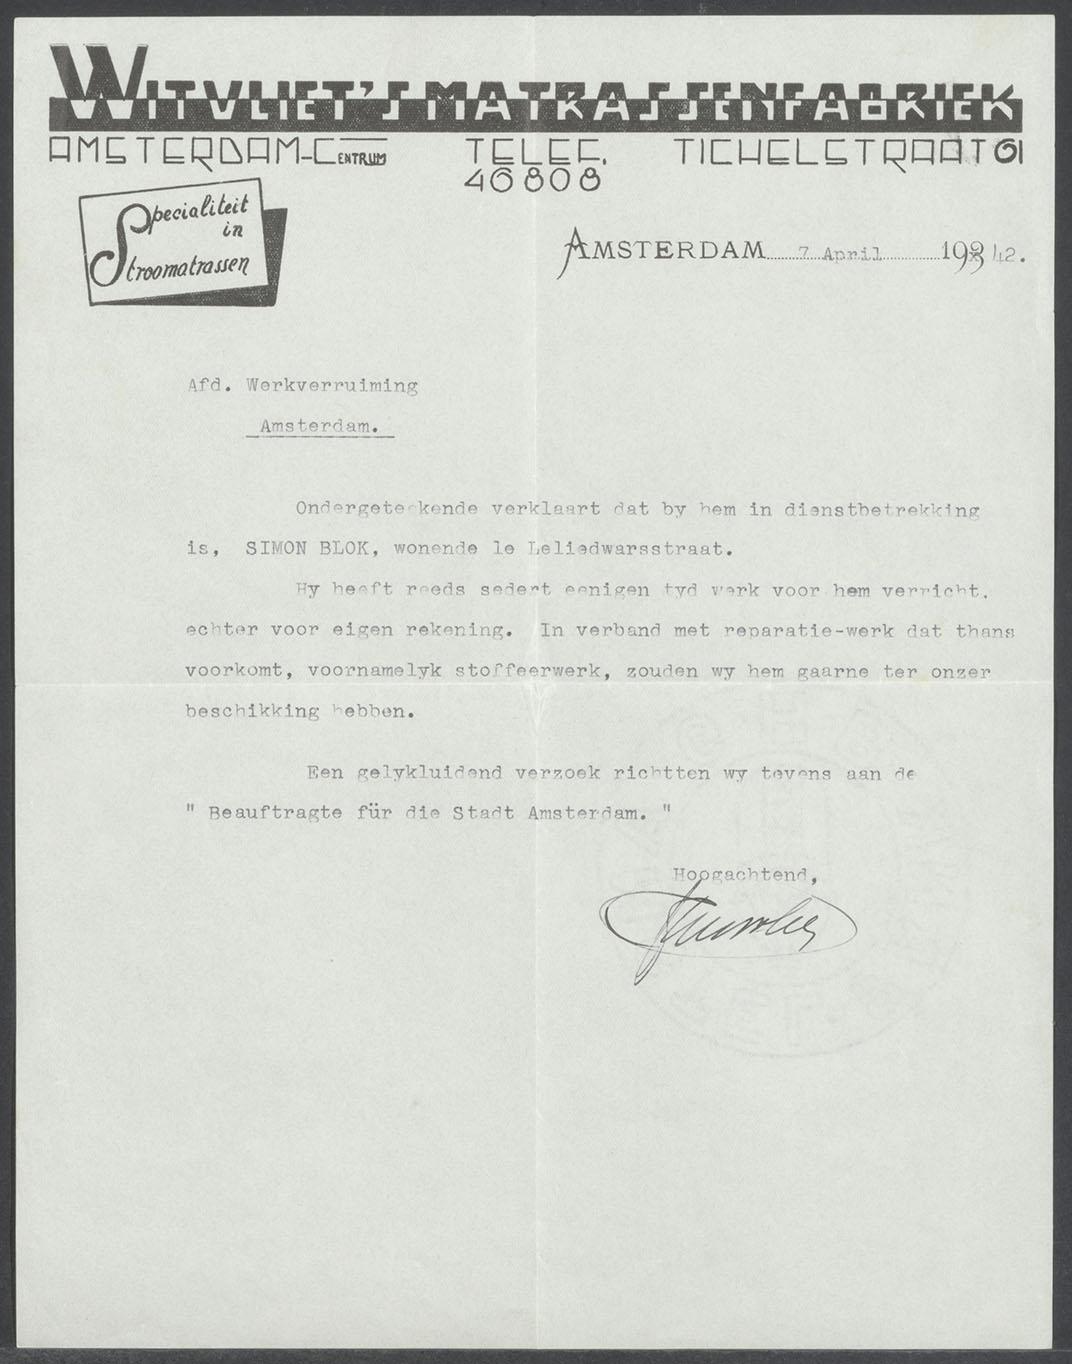 WITVLIET'S MATRASSENFABRIEK
AMSTERDAM-CENTRUM TELEF. TICHELSTRAAT 61
46808
Specialiteit
in
Stroomatrassen
AMSTERDAM 7 April 193 42.
Afd. Werkverruiming
Amsterdam.
Ondergeteekende verklaart dat by hem in dienstbetrekking
is, SIMON BLOK, wonende 1e Leliedwarsstraat.
Hy heeft reeds sedert eenigen tyd werk voor hem verricht,
echter voor eigen rekening. In verband met reparatie-werk dat thans
voorkomt, voornamelyk stoffeerwerk, zouden wy hem gaarne ter onzer
beschikking hebben.
Een gelykluidend verzoek richtten wy tevens aan de
" Beauftragte für die Stadt Amsterdam. "
Hoogachtend,